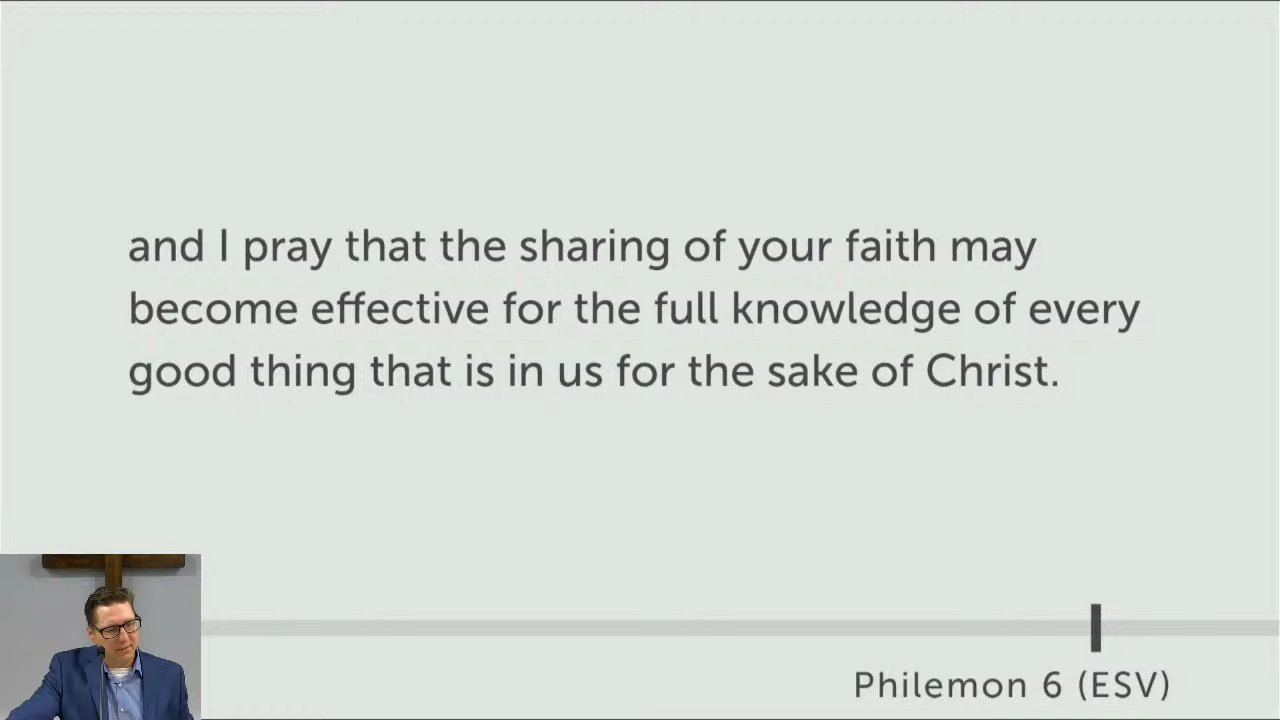 and I pray that the sharing of your faith may
become effective for the full knowledge of every
good thing that is in us for the sake of Christ.
Philemon 6 (ESV)